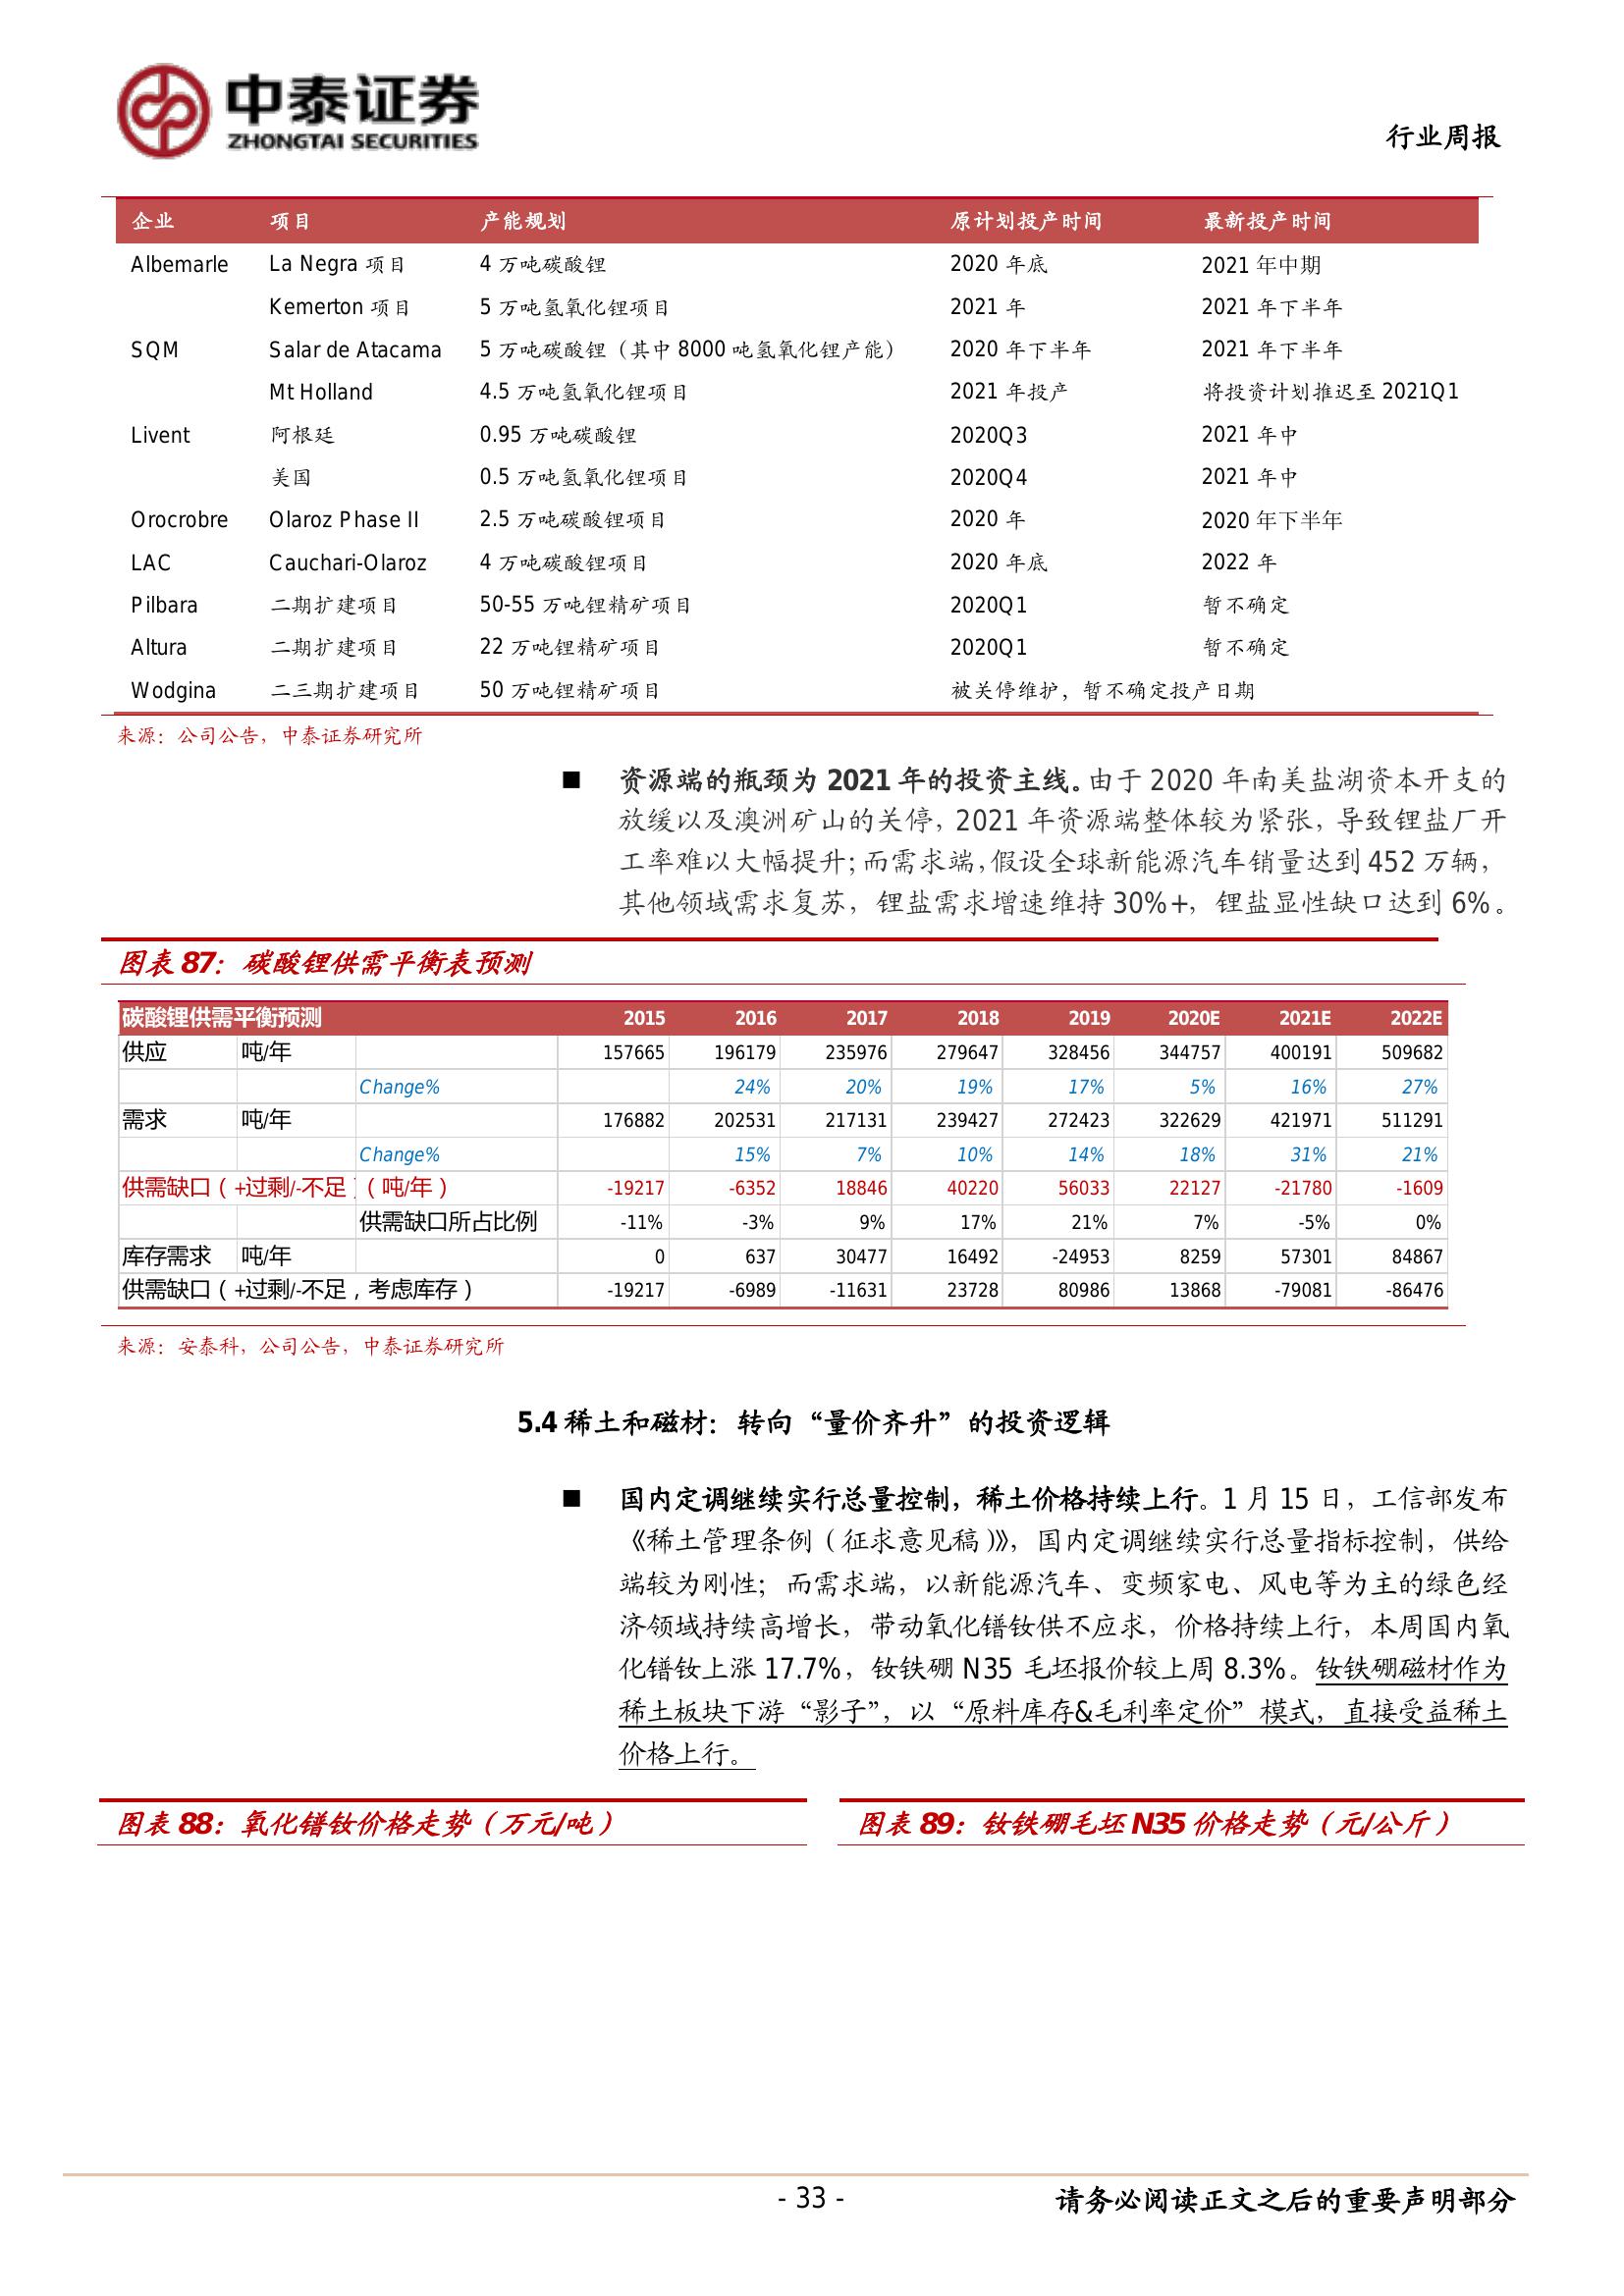 中泰证券
ZHONGTAI SECURITIES
行业周报
企业 项目 产能规划 原计划投产时间 最新投产时间
Albemarle La Negra 项目 4 万吨碳酸锂 2020 年底 2021 年中期
Kemerton 项目 5 万吨氢氧化锂项目 2021 年 2021 年下半年
SQM Salar de Atacama 5 万吨碳酸锂（其中 8000 吨氢氧化锂产能） 2020 年下半年 2021 年下半年
Mt Holland 4.5 万吨氢氧化锂项目 2021 年投产 将投资计划推迟至 2021Q1
Livent 阿根廷 0.95 万吨碳酸锂 2020Q3 2021 年中
美国 0.5 万吨氢氧化锂项目 2020Q4 2021 年中
Orocrobre Olaroz Phase II 2.5 万吨碳酸锂项目 2020 年 2020 年下半年
LAC Cauchari-Olaroz 4 万吨碳酸锂项目 2020 年底 2022 年
Pilbara 二期扩建项目 50-55 万吨锂精矿项目 2020Q1 暂不确定
Altura 二期扩建项目 22 万吨锂精矿项目 2020Q1 暂不确定
Wodgina 二三期扩建项目 50 万吨锂精矿项目 被关停维护，暂不确定投产日期
来源：公司公告，中泰证券研究所
■ 资源端的瓶颈为 2021 年的投资主线。由于 2020 年南美盐湖资本开支的
放缓以及澳洲矿山的关停，2021 年资源端整体较为紧张，导致锂盐厂开
工率难以大幅提升；而需求端，假设全球新能源汽车销量达到 452 万辆，
其他领域需求复苏，锂盐需求增速维持 30%+，锂盐显性缺口达到 6%。
图表 87：碳酸锂供需平衡表预测
碳酸锂供需平衡预测 2015 2016 2017 2018 2019 2020E 2021E 2022E
供应 吨/年 157665 196179 235976 279647 328456 344757 400191 509682
Change% 24% 20% 19% 17% 5% 16% 27%
需求 吨/年 176882 202531 217131 239427 272423 322629 421971 511291
Change% 15% 7% 10% 14% 18% 31% 21%
供需缺口（+过剩/-不足）（吨/年） -19217 -6352 18846 40220 56033 22127 -21780 -1609
供需缺口所占比例 -11% -3% 9% 17% 21% 7% -5% 0%
库存需求 吨/年 0 637 30477 16492 -24953 8259 57301 84867
供需缺口（+过剩/-不足，考虑库存） -19217 -6989 -11631 23728 80986 13868 -79081 -86476
来源：安泰科，公司公告，中泰证券研究所
5.4 稀土和磁材：转向“量价齐升”的投资逻辑
■ 国内定调继续实行总量控制，稀土价格持续上行。1 月 15 日，工信部发布
《稀土管理条例（征求意见稿）》，国内定调继续实行总量指标控制，供给
端较为刚性；而需求端，以新能源汽车、变频家电、风电等为主的绿色经
济领域持续高增长，带动氧化镨钕供不应求，价格持续上行，本周国内氧
化镨钕上涨 17.7%，钕铁硼 N35 毛坯报价较上周 8.3%。钕铁硼磁材作为
稀土板块下游“影子”，以“原料库存&毛利率定价”模式，直接受益稀土
价格上行。
图表 88：氧化镨钕价格走势（万元/吨）
图表 89：钕铁硼毛坯 N35 价格走势（元/公斤）
- 33 -
请务必阅读正文之后的重要声明部分